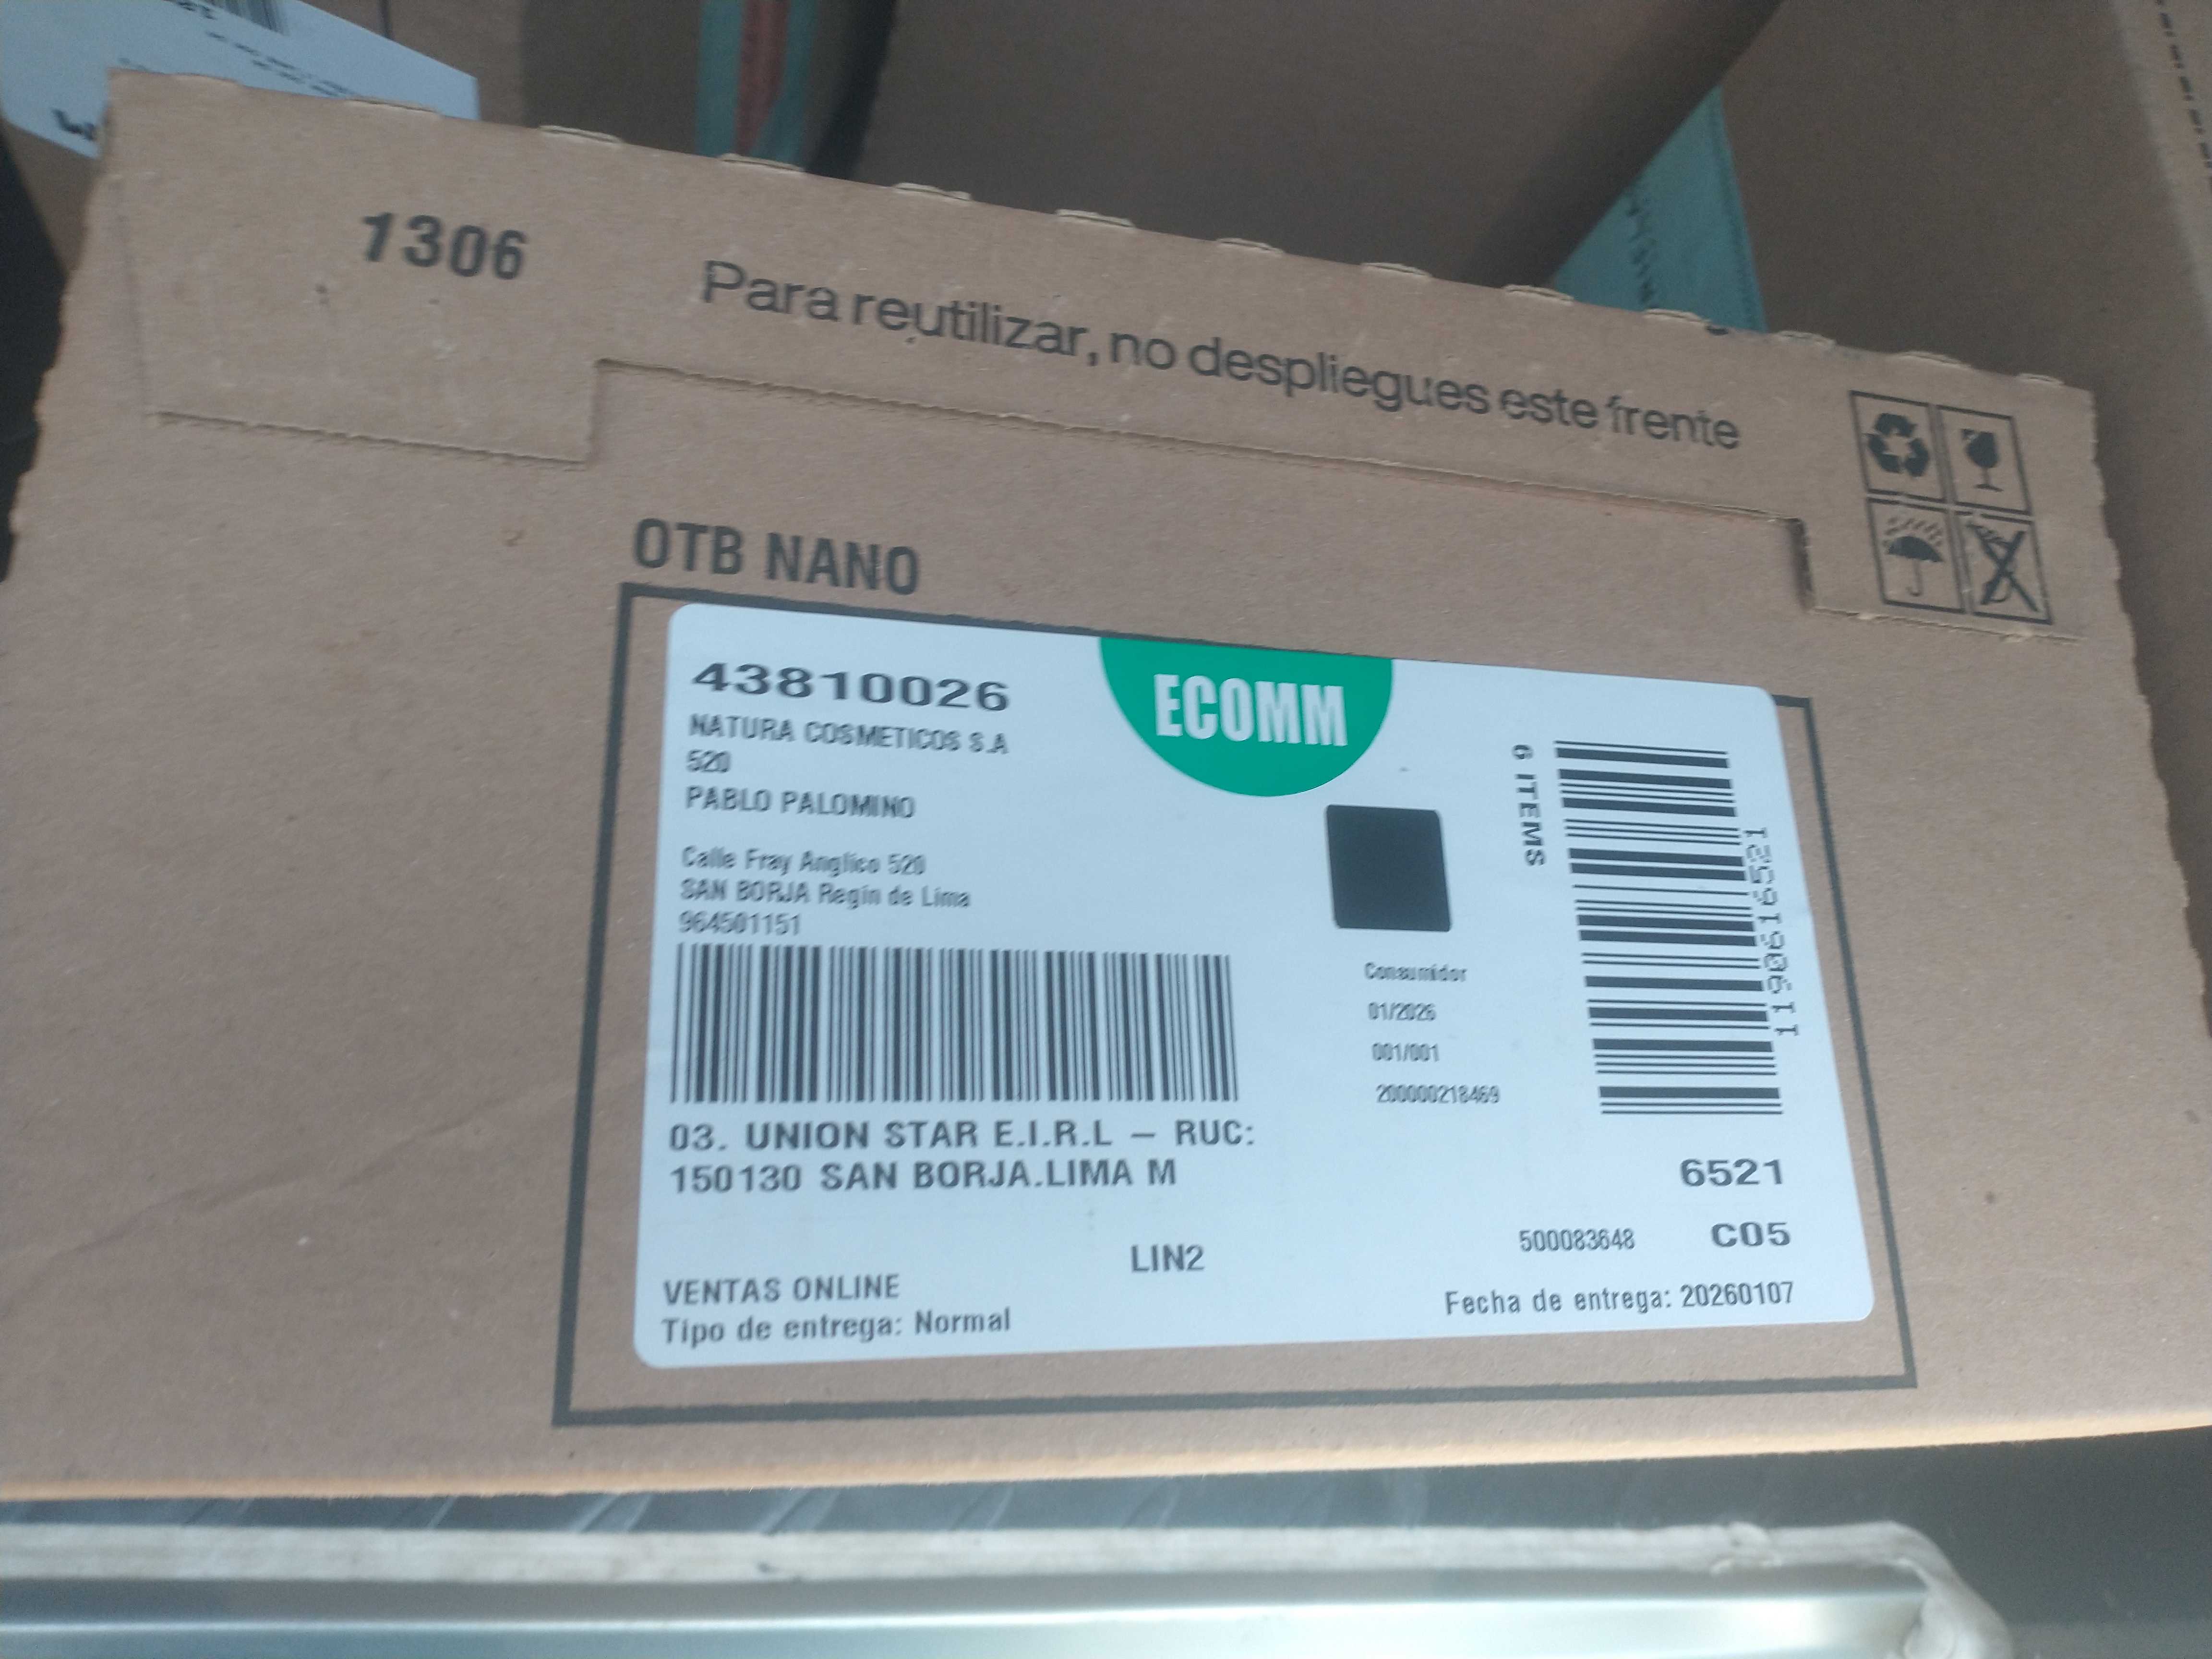 1306
Para reutilizar, no despliegues este frente
OTB NANO
43810026
ECOMM
NATURA COSMETICOS S.A
520
PABLO PALOMINO
Calle Fray Anglico 520
SAN BORJA Regin de Lima
964501151
6 ITEMS
Consumidor
01/2026
001/001
200000218469
03. UNION STAR E.I.R.L – RUC:
150130 SAN BORJA.LIMA M
6521
500083648 C05
LIN2
VENTAS ONLINE
Tipo de entrega: Normal
Fecha de entrega: 20260107